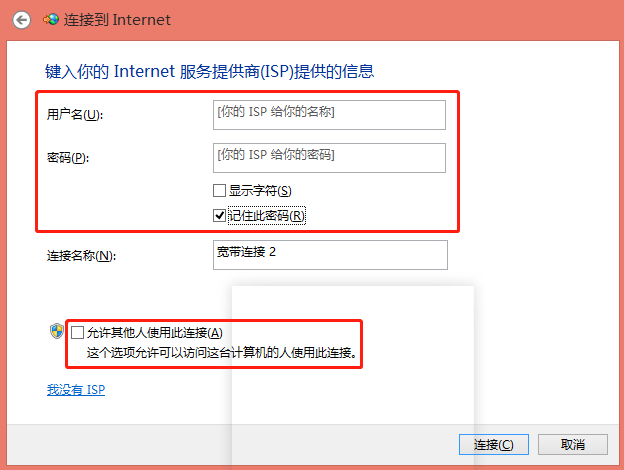 连接到 Internet
键入你的 Internet 服务提供商(ISP)提供的信息
用户名(U):
[你的 ISP 给你的名称]
密码(P):
[你的 ISP 给你的密码]
显示字符(S)
记住此密码(R)
连接名称(N):
宽带连接 2
允许其他人使用此连接(A)
这个选项允许可以访问这台计算机的人使用此连接。
我没有 ISP
连接(C)
取消